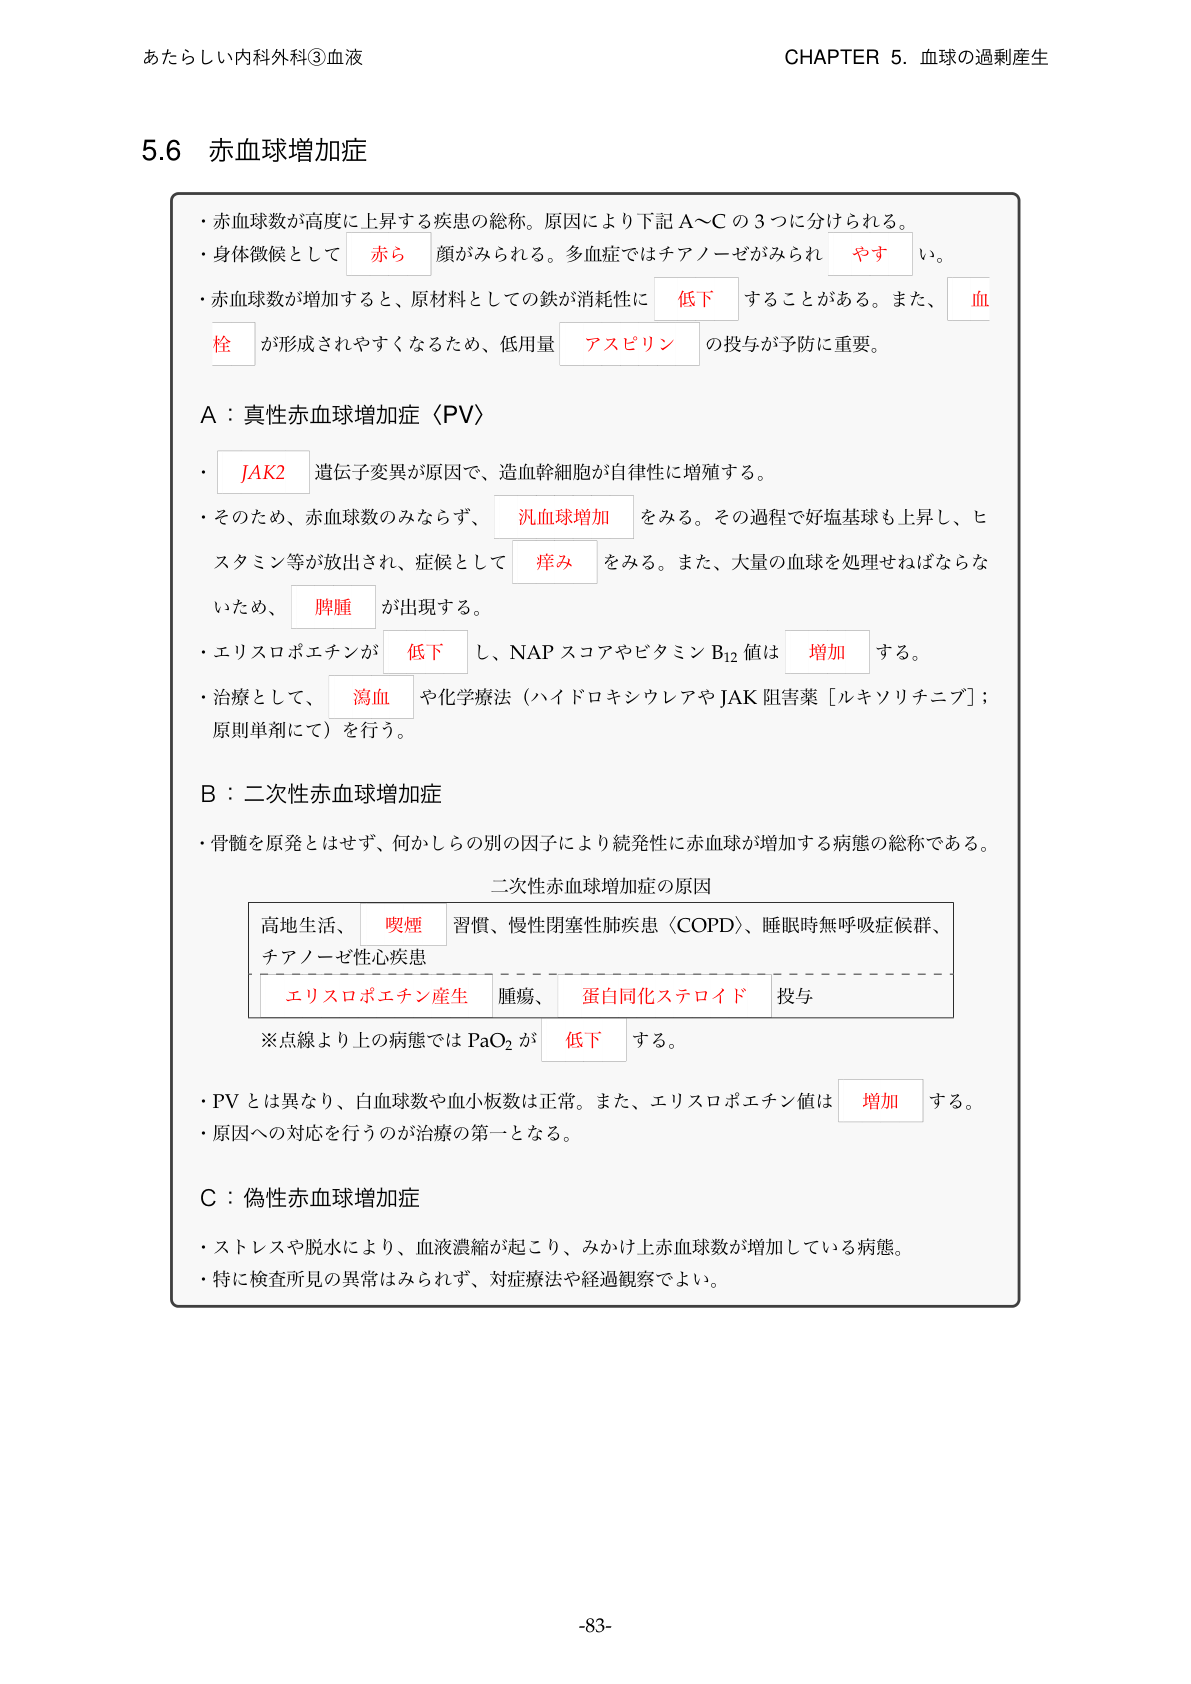 あたらしい内科外科③血液
CHAPTER 5. 血球の過剰産生
5.6 赤血球増加症
・赤血球数が高度に上昇する疾患の総称。原因により下記 A〜C の 3 つに分けられる。
・身体徴候として 赤ら 顔がみられる。多血症ではチアノーゼがみられ やす い。
・赤血球数が増加すると、原材料としての鉄が消耗性に 低下 することがある。また、 血
栓 が形成されやすくなるため、低用量 アスピリン の投与が予防に重要。
A：真性赤血球増加症〈PV〉
・ JAK2 遺伝子変異が原因で、造血幹細胞が自律性に増殖する。
・そのため、赤血球数のみならず、 汎血球増加 をみる。その過程で好塩基球も上昇し、ヒ
スタミン等が放出され、症候として 痒み をみる。また、大量の血球を処理せねばならな
いため、 脾腫 が出現する。
・エリスロポエチンが 低下 し、NAP スコアやビタミン B₁₂ 値は 増加 する。
・治療として、 瀉血 や化学療法（ハイドロキシウレアや JAK 阻害薬［ルキソリチニブ］；
原則単剤にて）を行う。
B：二次性赤血球増加症
・骨髄を原発とはせず、何かしらの別の因子により続発性に赤血球が増加する病態の総称である。
二次性赤血球増加症の原因
高地生活、 喫煙 習慣、慢性閉塞性肺疾患〈COPD〉、睡眠時無呼吸症候群、
チアノーゼ性心疾患
エリスロポエチン産生 腫瘍、 蛋白同化ステロイド 投与
※点線より上の病態では PaO₂ が 低下 する。
・PV とは異なり、白血球数や血小板数は正常。また、エリスロポエチン値は 増加 する。
・原因への対応を行うのが治療の第一となる。
C：偽性赤血球増加症
・ストレスや脱水により、血液濃縮が起こり、みかけ上赤血球数が増加している病態。
・特に検査所見の異常はみられず、対症療法や経過観察でよい。
-83-